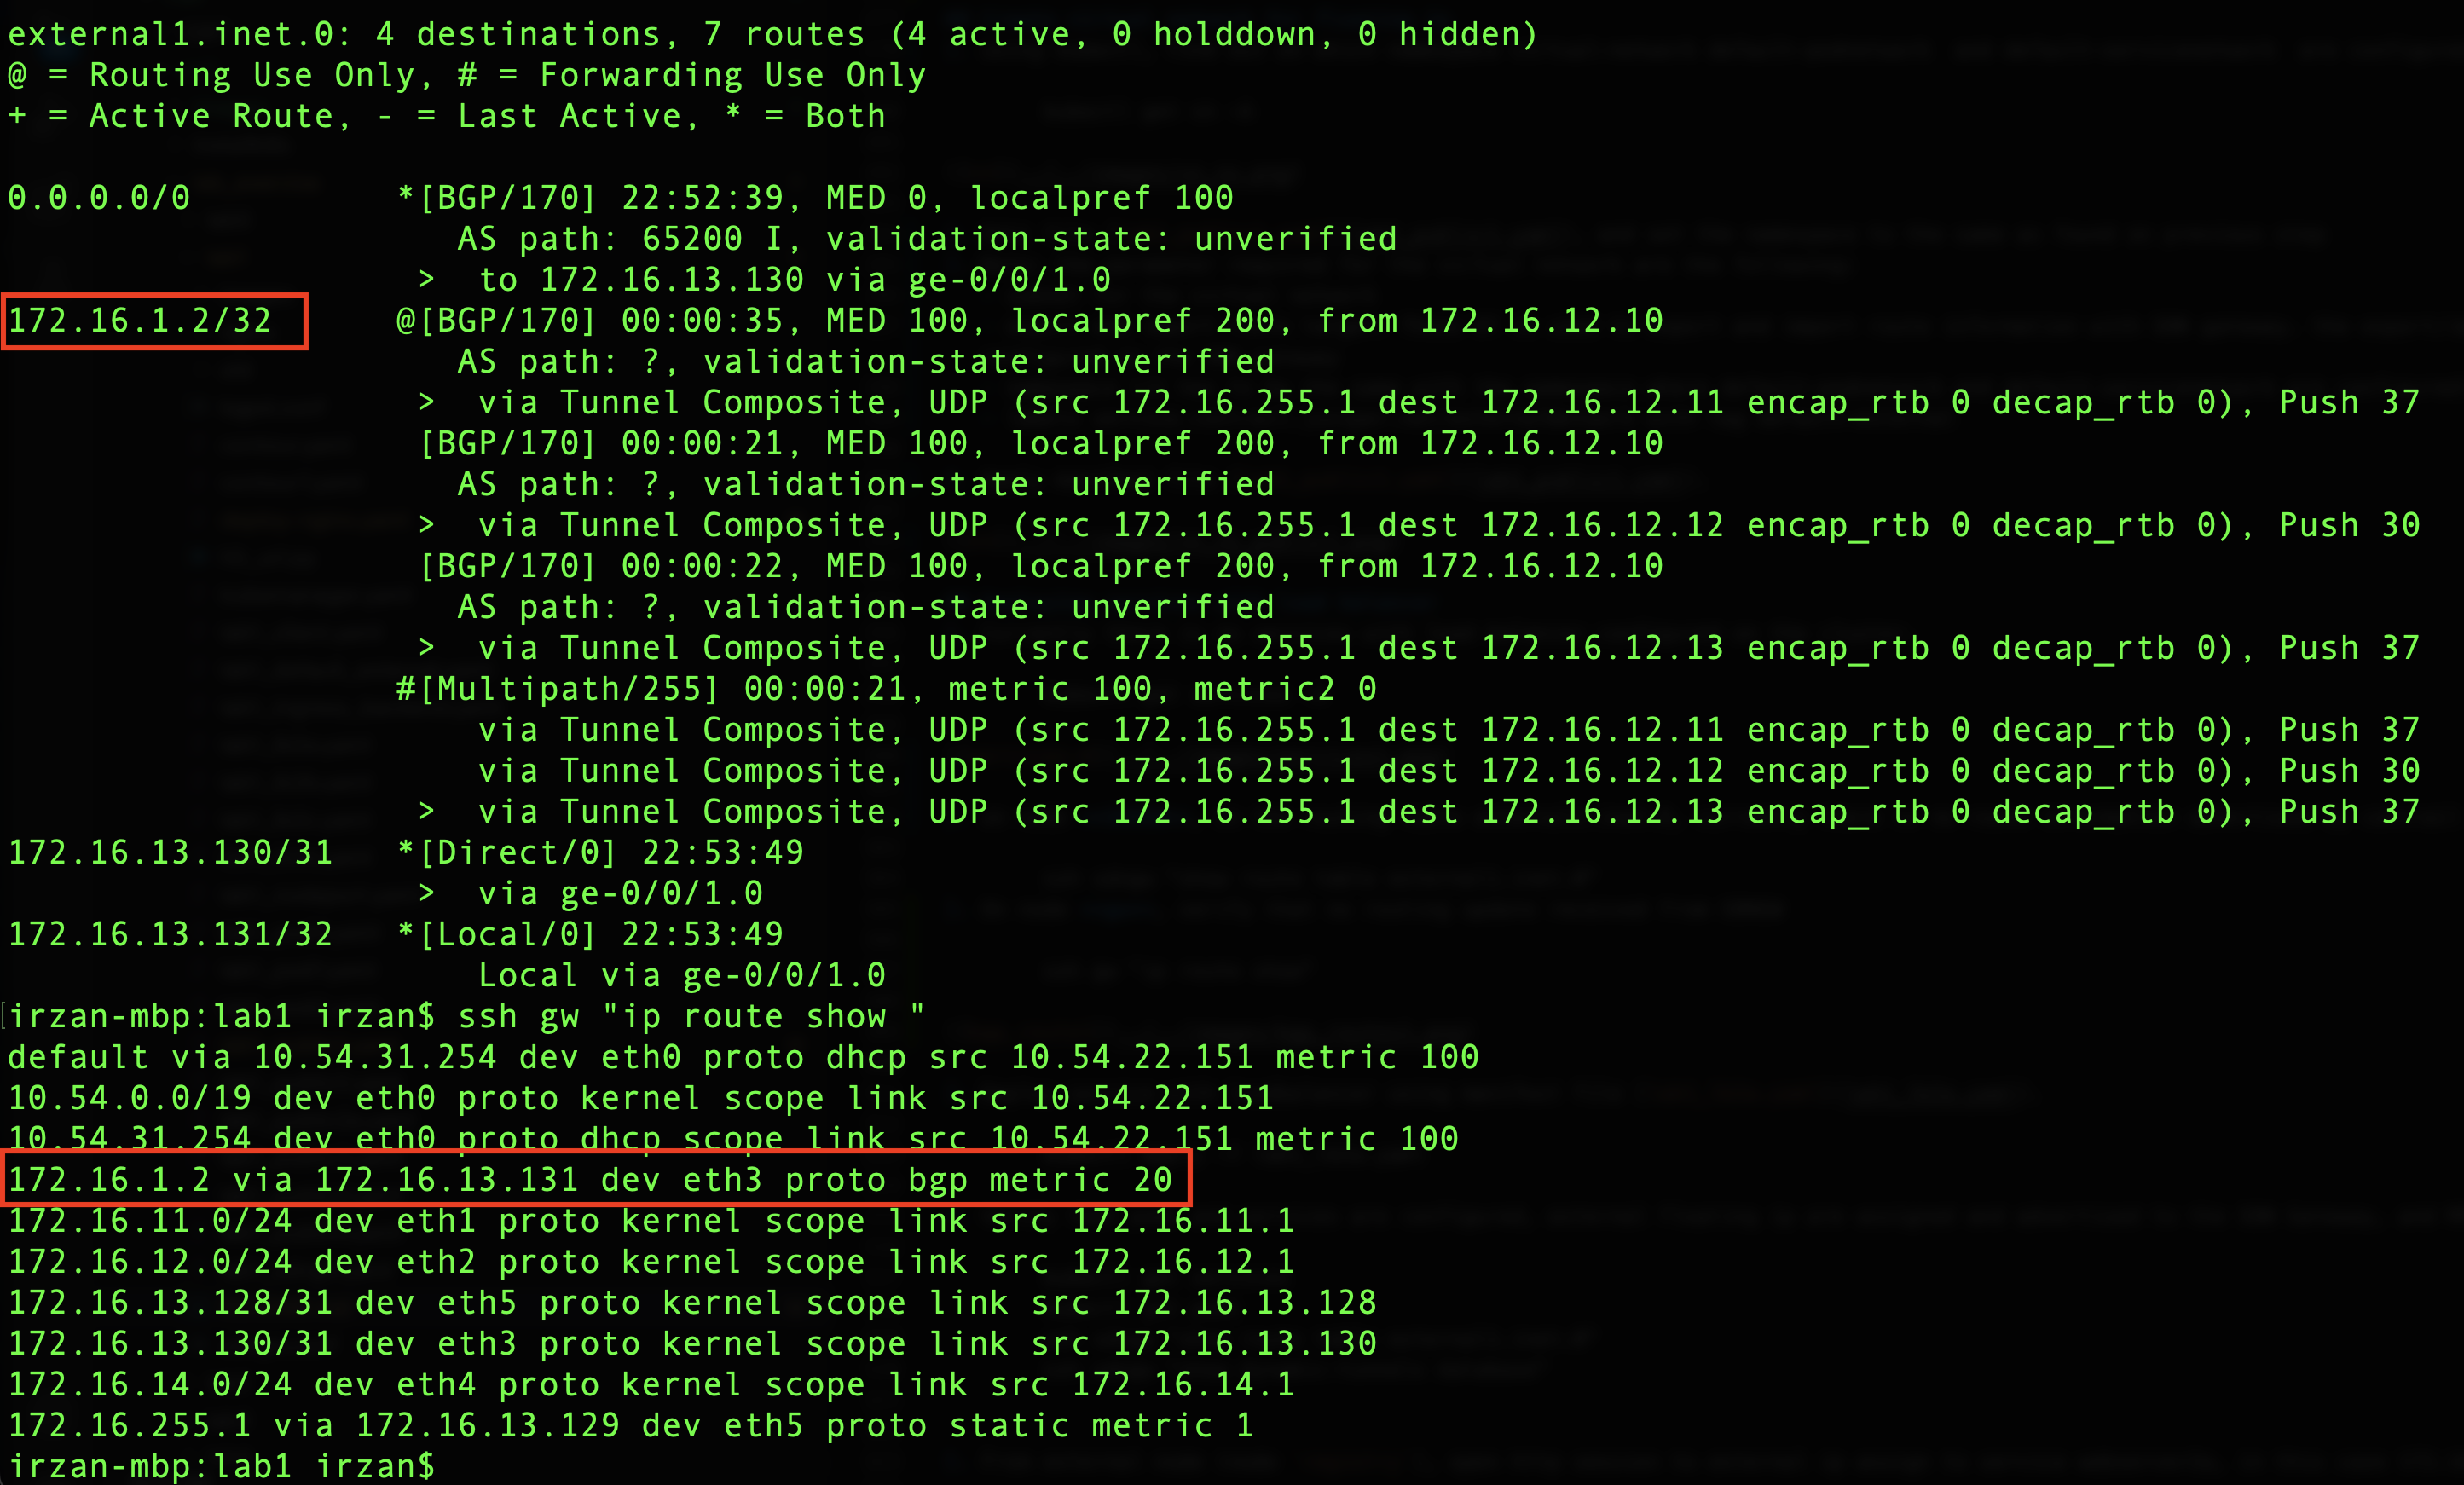 external1.inet.0: 4 destinations, 7 routes (4 active, 0 holddown, 0 hidden)
@ = Routing Use Only, # = Forwarding Use Only
+ = Active Route, - = Last Active, * = Both
0.0.0.0/0          *[BGP/170] 22:52:39, MED 0, localpref 100
AS path: 65200 I, validation-state: unverified
>  to 172.16.13.130 via ge-0/0/1.0
172.16.1.2/32      @[BGP/170] 00:00:35, MED 100, localpref 200, from 172.16.12.10
AS path: ?, validation-state: unverified
>  via Tunnel Composite, UDP (src 172.16.255.1 dest 172.16.12.11 encap_rtb 0 decap_rtb 0), Push 37
[BGP/170] 00:00:21, MED 100, localpref 200, from 172.16.12.10
AS path: ?, validation-state: unverified
>  via Tunnel Composite, UDP (src 172.16.255.1 dest 172.16.12.12 encap_rtb 0 decap_rtb 0), Push 30
[BGP/170] 00:00:22, MED 100, localpref 200, from 172.16.12.10
AS path: ?, validation-state: unverified
>  via Tunnel Composite, UDP (src 172.16.255.1 dest 172.16.12.13 encap_rtb 0 decap_rtb 0), Push 37
#[Multipath/255] 00:00:21, metric 100, metric2 0
via Tunnel Composite, UDP (src 172.16.255.1 dest 172.16.12.11 encap_rtb 0 decap_rtb 0), Push 37
via Tunnel Composite, UDP (src 172.16.255.1 dest 172.16.12.12 encap_rtb 0 decap_rtb 0), Push 30
>  via Tunnel Composite, UDP (src 172.16.255.1 dest 172.16.12.13 encap_rtb 0 decap_rtb 0), Push 37
172.16.13.130/31   *[Direct/0] 22:53:49
>  via ge-0/0/1.0
172.16.13.131/32   *[Local/0] 22:53:49
Local via ge-0/0/1.0
[irzan-mbp:lab1 irzan$ ssh gw "ip route show "
default via 10.54.31.254 dev eth0 proto dhcp src 10.54.22.151 metric 100
10.54.0.0/19 dev eth0 proto kernel scope link src 10.54.22.151
10.54.31.254 dev eth0 proto dhcp scope link src 10.54.22.151 metric 100
172.16.1.2 via 172.16.13.131 dev eth3 proto bgp metric 20
172.16.11.0/24 dev eth1 proto kernel scope link src 172.16.11.1
172.16.12.0/24 dev eth2 proto kernel scope link src 172.16.12.1
172.16.13.128/31 dev eth5 proto kernel scope link src 172.16.13.128
172.16.13.130/31 dev eth3 proto kernel scope link src 172.16.13.130
172.16.14.0/24 dev eth4 proto kernel scope link src 172.16.14.1
172.16.255.1 via 172.16.13.129 dev eth5 proto static metric 1
irzan-mbp:lab1 irzan$